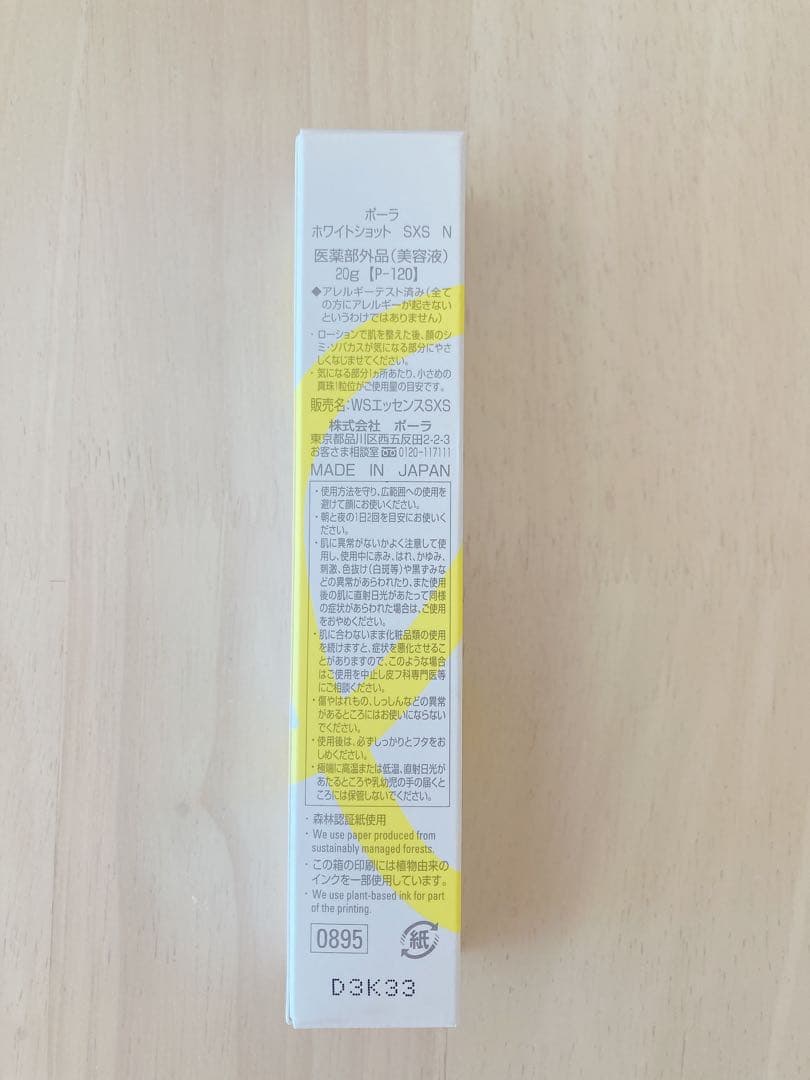 ポーラ
ホワイトショット SXS N
医薬部外品(美容液)
20g【P-120】
◆アレルギーテスト済み(全て
の方にアレルギーが起きない
というわけではありません)
・ローションで肌を整えた後、顔のシ
ミ・ソバカスが気になる部分にやさ
しくなじませてください。
・気になる部分1ヵ所あたり、小さめの
真珠1粒位がご使用量の目安です。
販売名:WSエッセンスSXS
株式会社 ポーラ
東京都品川区西五反田2-2-3
お客さま相談室 0120-117111
MADE IN JAPAN
・使用方法を守り、広範囲への使用を
避けて顔にお使いください。
・朝と夜の1日2回を目安にお使いく
ださい。
・肌に異常がないかよく注意して使
用し、使用中に赤み、はれ、かゆみ、
刺激、色抜け(白斑等)や黒ずみな
どの異常があらわれたり、また使用
後の肌に直射日光があたって同様
の症状があらわれた場合は、ご使用
をおやめください。
・肌に合わないまま化粧品類の使用
を続けますと、症状を悪化させるこ
とがありますので、このような場合
はご使用を中止し皮フ科専門医等
にご相談ください。
・傷やはれもの、しっしんなどの異常
があるところにはお使いにならない
でください。
・使用後は、必ずしっかりとフタをお
しめください。
・極端に高温または低温、直射日光が
あたるところや乳幼児の手の届くと
ころには保管しないでください。
・森林認証紙使用
・We use paper produced from
sustainably managed forests.
・この箱の印刷には植物由来の
インクを一部使用しています。
・We use plant-based ink for part
of the printing.
0895
紙
D3K33